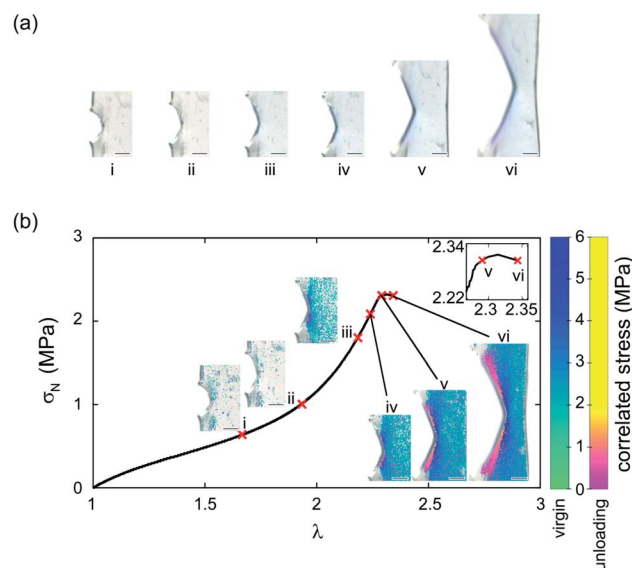 (a)
i
ii
iii
iv
v
vi
(b)
3
2
1
0
σN (MPa)
1
1.5
2
2.5
3
λ
i
ii
iii
iv
v
vi
2.34
2.22
2.3
2.35
v
vi
6
5
4
3
2
1
0
correlated stress (MPa)
virgin
unloading